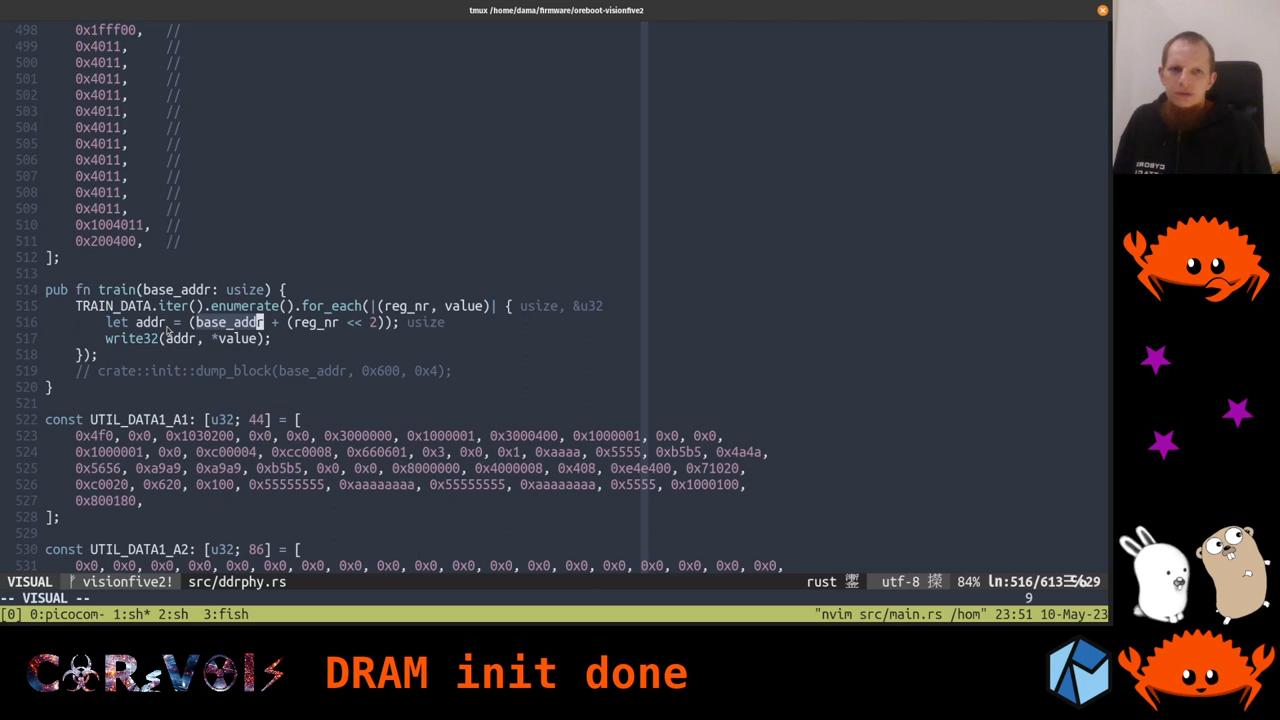 tmux /home/dama/firmware/oreboot-visionfive2
498 0x1fff00, //
499 0x4011, //
500 0x4011, //
501 0x4011, //
502 0x4011, //
503 0x4011, //
504 0x4011, //
505 0x4011, //
506 0x4011, //
507 0x4011, //
508 0x4011, //
509 0x4011, //
510 0x1004011, //
511 0x200400, //
512 ];
513
514 pub fn train(base_addr: usize) {
515 TRAIN_DATA.iter().enumerate().for_each(|(reg_nr, value)| { usize, &u32
516 let addr = (base_addr + (reg_nr << 2)); usize
517 write32(addr, *value);
518 });
519 // crate::init::dump_block(base_addr, 0x600, 0x4);
520 }
521
522 const UTIL_DATA1_A1: [u32; 44] = [
523 0x4f0, 0x0, 0x1030200, 0x0, 0x0, 0x3000000, 0x1000001, 0x3000400, 0x1000001, 0x0, 0x0,
524 0x1000001, 0x0, 0xc00004, 0xcc0008, 0x660601, 0x3, 0x0, 0x1, 0xaaaa, 0x5555, 0xb5b5, 0x4a4a,
525 0x5656, 0xa9a9, 0xa9a9, 0xb5b5, 0x0, 0x0, 0x8000000, 0x4000008, 0x408, 0xe4e400, 0x71020,
526 0xc0020, 0x620, 0x100, 0x55555555, 0xaaaaaaaa, 0x55555555, 0xaaaaaaaa, 0x5555, 0x1000100,
527 0x800180,
528 ];
529
530 const UTIL_DATA1_A2: [u32; 86] = [
531 0x0, 0x0, 0x0, 0x0, 0x0, 0x0, 0x0, 0x0, 0x0, 0x0, 0x0, 0x0, 0x0, 0x0, 0x0, 0x0, 0x0, 0x0,
VISUAL visionfive2! src/ddrphy.rs rust utf-8 84% ln:516/613
-- VISUAL -- 9
[0] 0:picocom- 1:sh* 2:sh 3:fish "nvim src/main.rs /hom" 23:51 10-May-23
DRAM init done